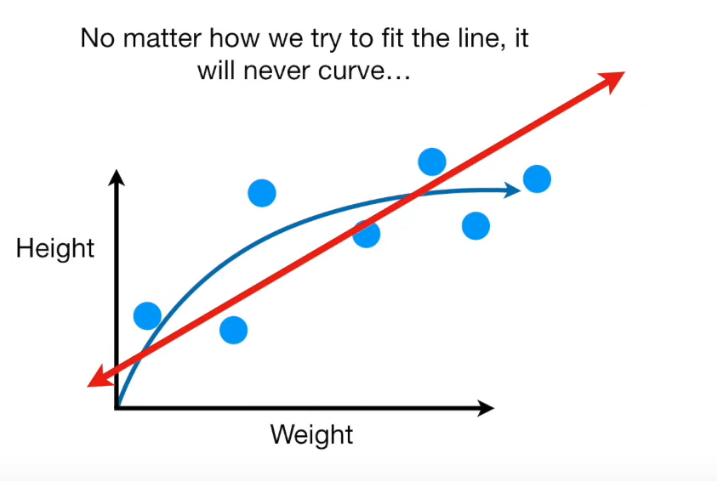 No matter how we try to fit the line, it
will never curve…
Height
Weight